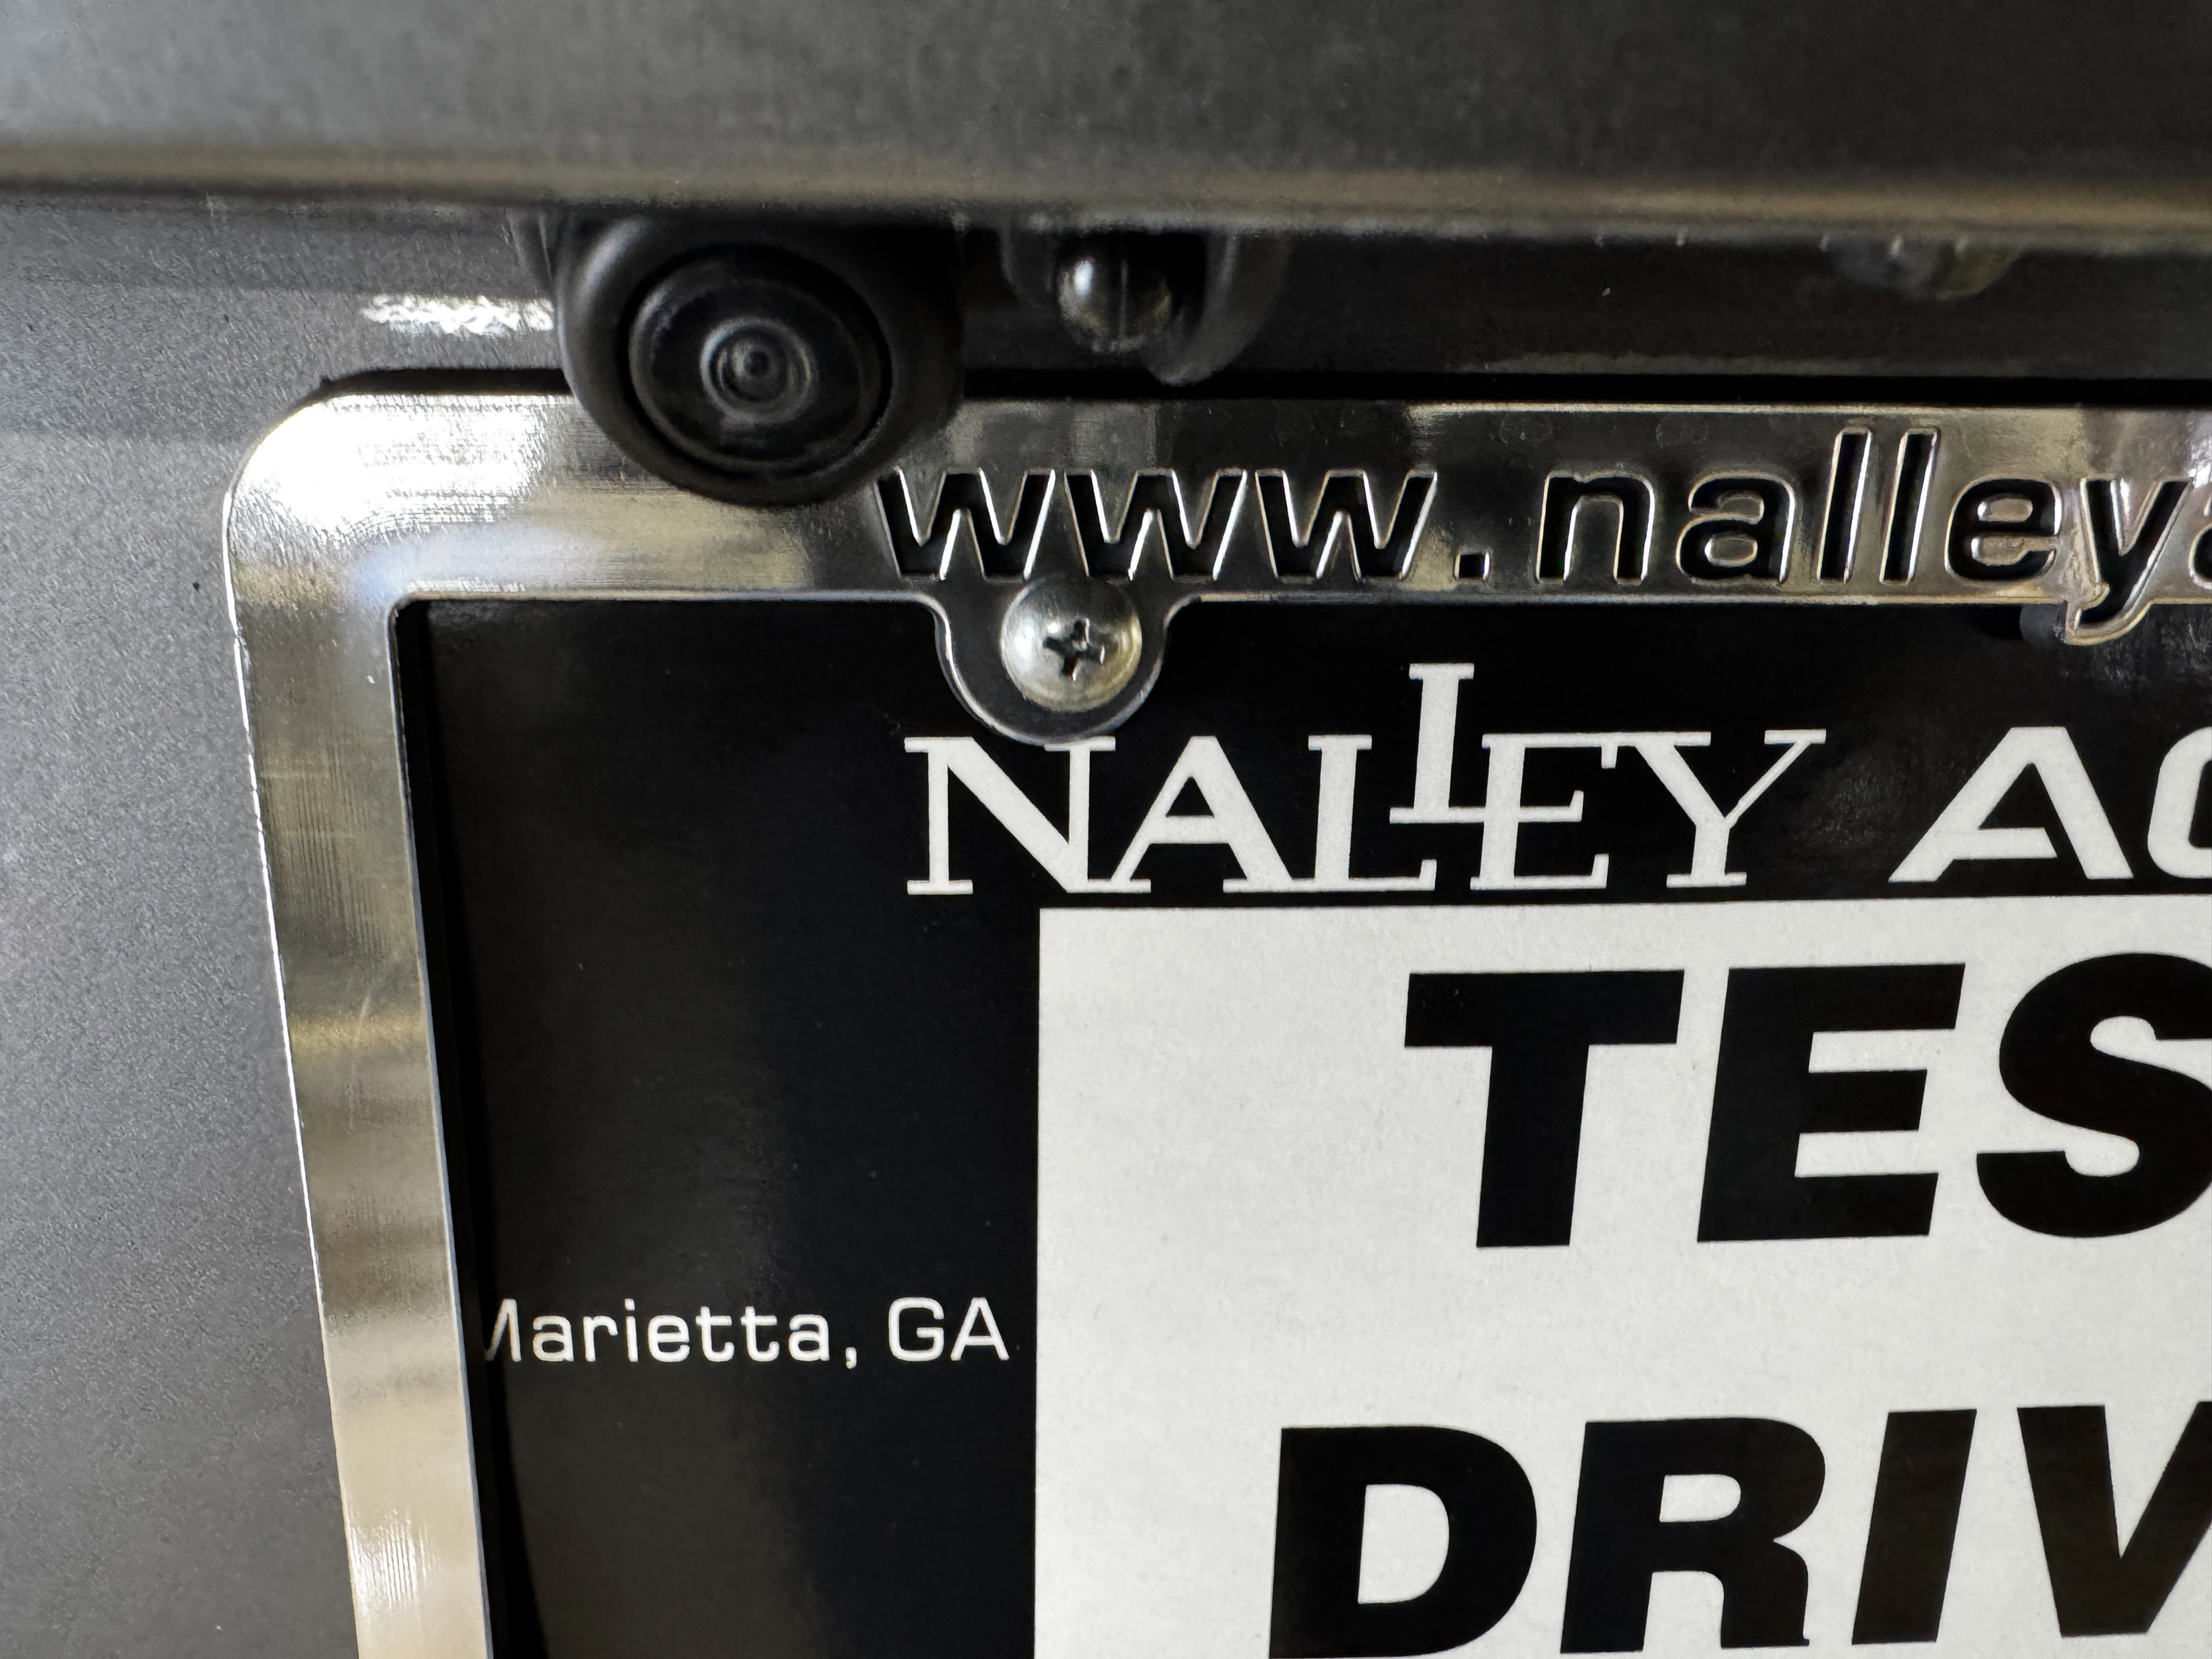 www.nalley
NALLEY AC
TES
Marietta, GA
DRIV